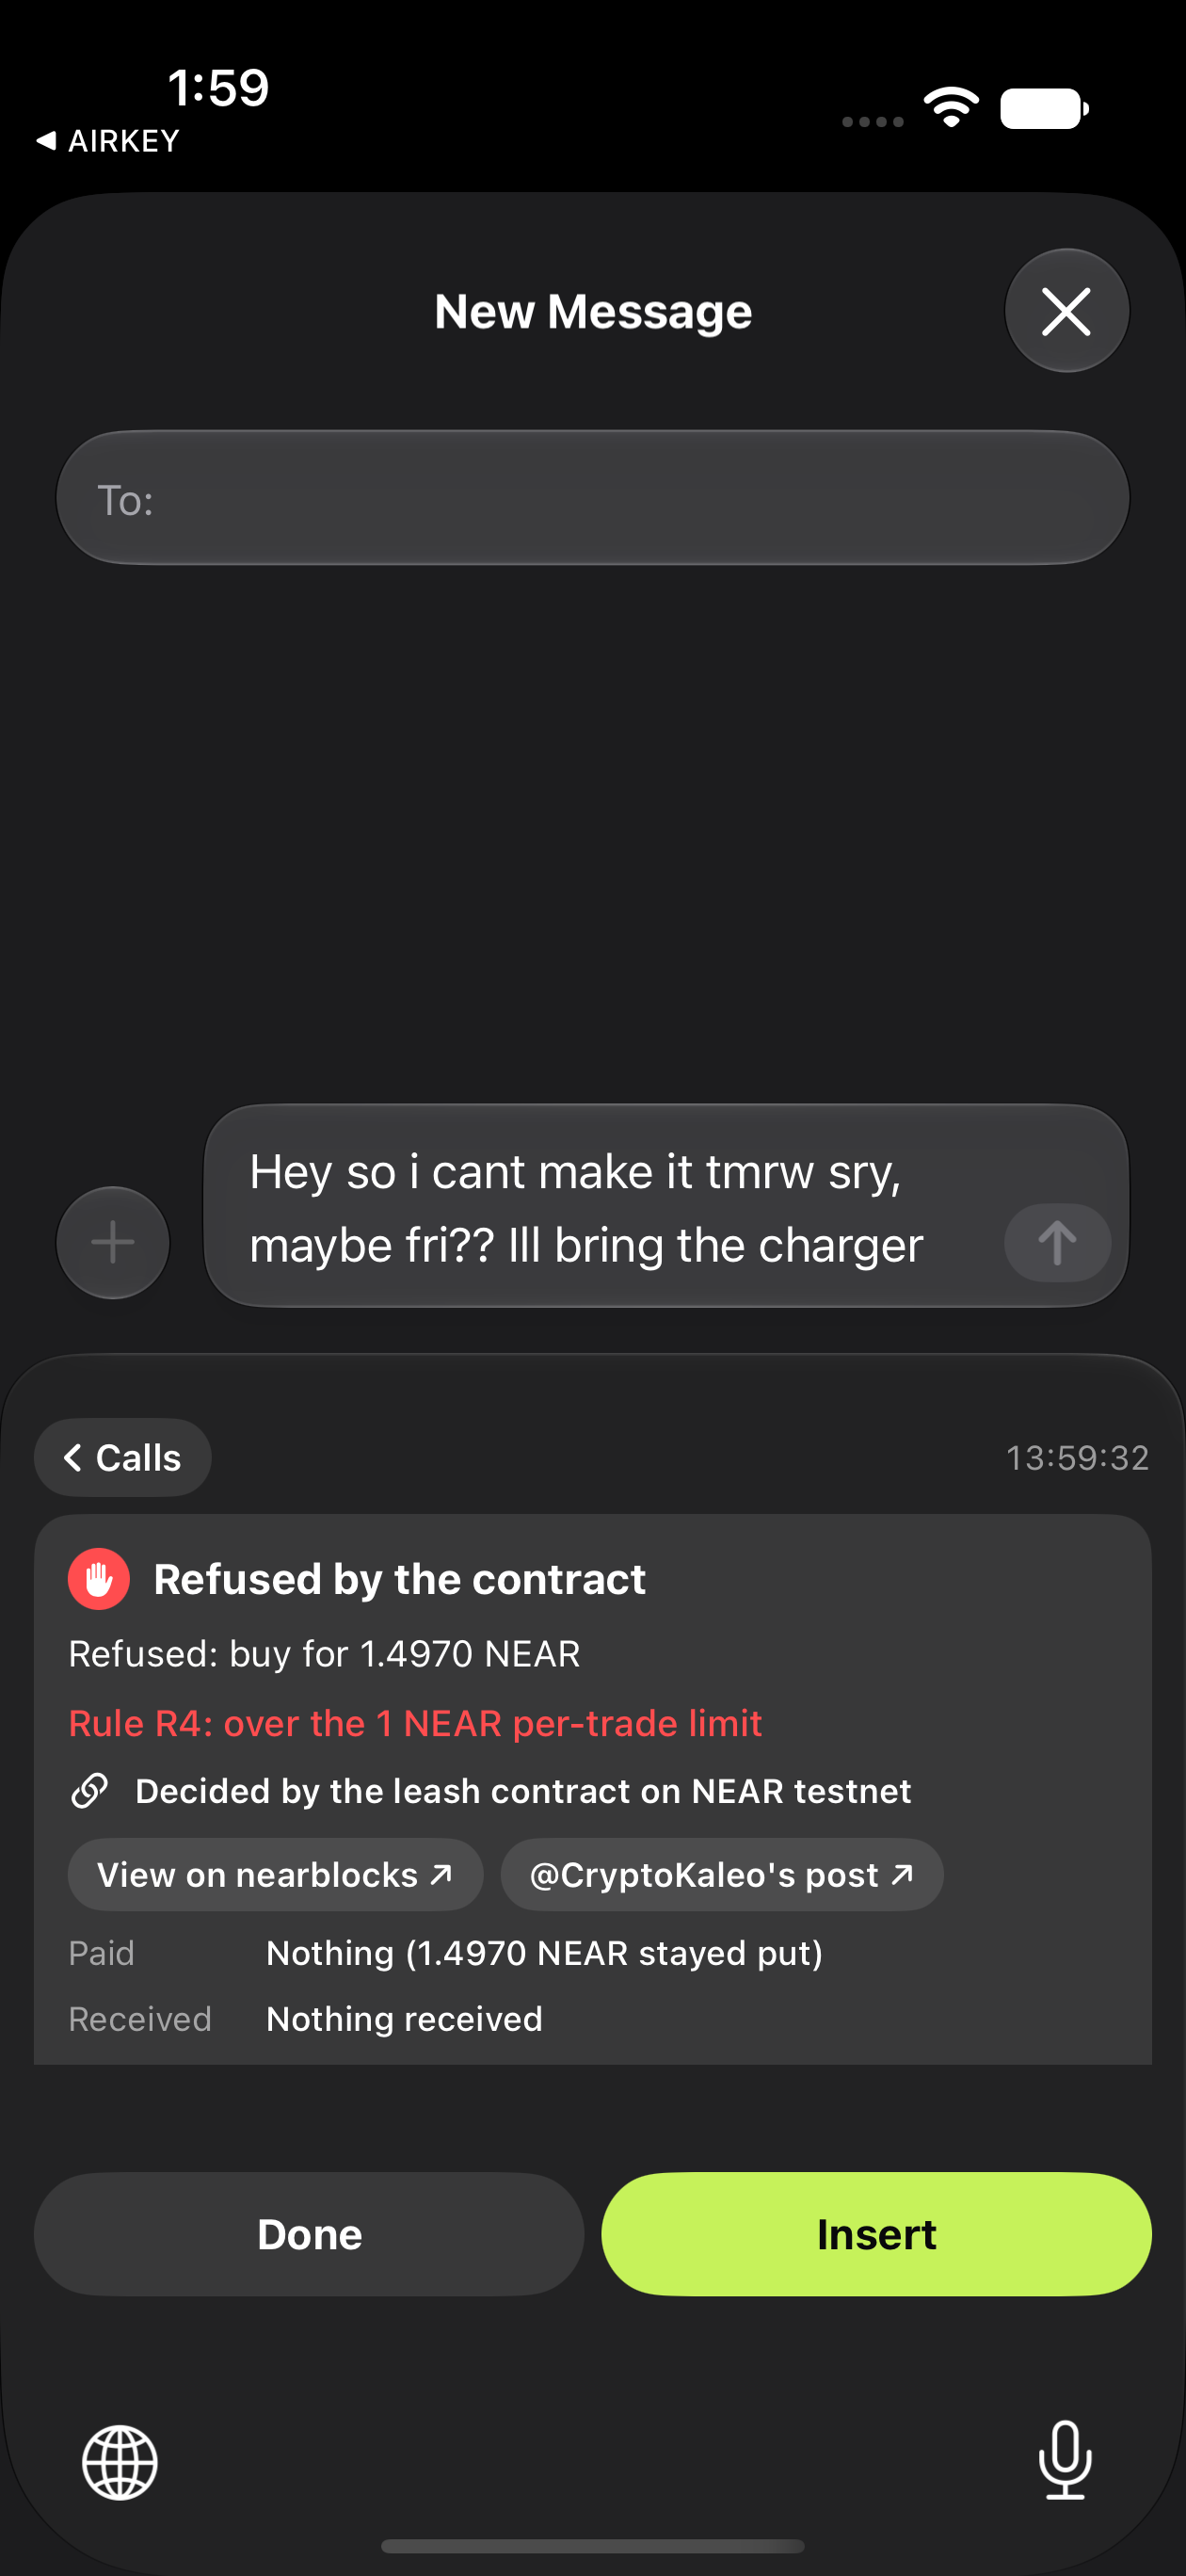 1:59
AIRKEY
New Message
To:
Hey so i cant make it tmrw sry,
maybe fri?? Ill bring the charger
Calls
13:59:32
Refused by the contract
Refused: buy for 1.4970 NEAR
Rule R4: over the 1 NEAR per-trade limit
Decided by the leash contract on NEAR testnet
View on nearblocks ↗ @CryptoKaleo's post ↗
Paid Nothing (1.4970 NEAR stayed put)
Received Nothing received
Done Insert